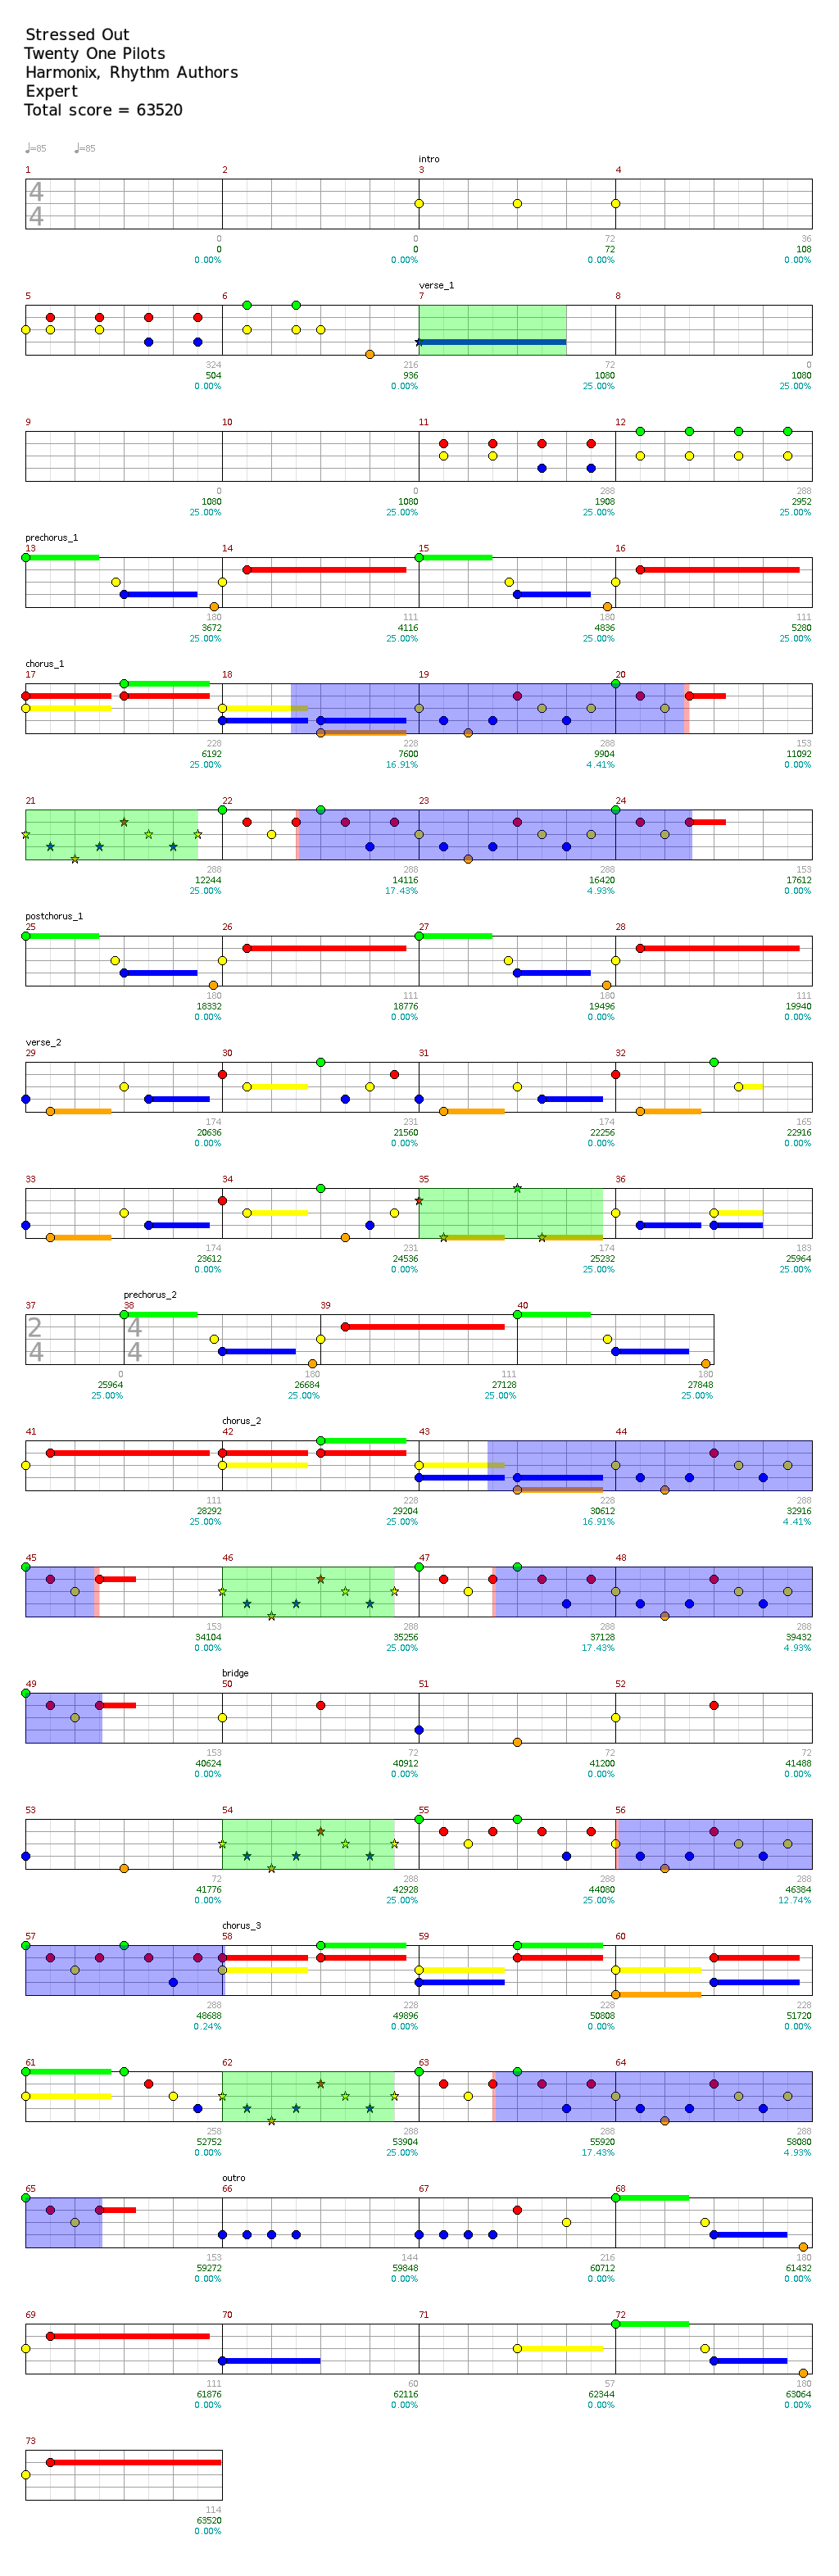 Stressed Out
Twenty One Pilots
Harmonix, Rhythm Authors
Expert
Total score = 63520
♩=85 ♩=85
intro
1 2 3 4
4
4
0 0 72 36
0 0 72 108
0.00% 0.00% 0.00% 0.00%
verse_1
5 6 7 8
324 216 72 0
504 936 1080 1080
0.00% 0.00% 25.00% 25.00%
9 10 11 12
0 0 288 288
1080 1080 1908 2952
25.00% 25.00% 25.00% 25.00%
prechorus_1
13 14 15 16
180 111 180 111
3672 4116 4836 5280
25.00% 25.00% 25.00% 25.00%
chorus_1
17 18 19 20
228 228 288 153
6192 7600 9904 11092
25.00% 16.91% 4.41% 0.00%
21 22 23 24
288 288 288 153
12244 14116 16420 17612
25.00% 17.43% 4.93% 0.00%
postchorus_1
25 26 27 28
180 111 180 111
18332 18776 19496 19940
0.00% 0.00% 0.00% 0.00%
verse_2
29 30 31 32
174 231 174 165
20636 21560 22256 22916
0.00% 0.00% 0.00% 0.00%
33 34 35 36
174 231 174 183
23612 24536 25232 25964
0.00% 0.00% 25.00% 25.00%
prechorus_2
37 38 39 40
2 4
4 4
0 180 111 180
25964 26684 27128 27848
25.00% 25.00% 25.00% 25.00%
chorus_2
41 42 43 44
111 228 228 288
28292 29204 30612 32916
25.00% 25.00% 16.91% 4.41%
45 46 47 48
153 288 288 288
34104 35256 37128 39432
0.00% 25.00% 17.43% 4.93%
bridge
49 50 51 52
153 72 72 72
40624 40912 41200 41488
0.00% 0.00% 0.00% 0.00%
53 54 55 56
72 288 288 288
41776 42928 44080 46384
0.00% 25.00% 25.00% 12.74%
chorus_3
57 58 59 60
288 228 228 228
48688 49896 50808 51720
0.24% 0.00% 0.00% 0.00%
61 62 63 64
258 288 288 288
52752 53904 55920 58080
0.00% 25.00% 17.43% 4.93%
outro
65 66 67 68
153 144 216 180
59272 59848 60712 61432
0.00% 0.00% 0.00% 0.00%
69 70 71 72
111 60 57 180
61876 62116 62344 63064
0.00% 0.00% 0.00% 0.00%
73
114
63520
0.00%